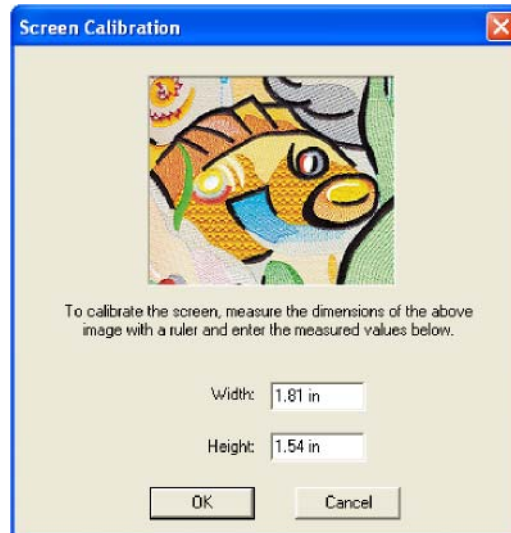 Screen Calibration
To calibrate the screen, measure the dimensions of the above
image with a ruler and enter the measured values below.
Width: 1.81 in
Height: 1.54 in
OK Cancel